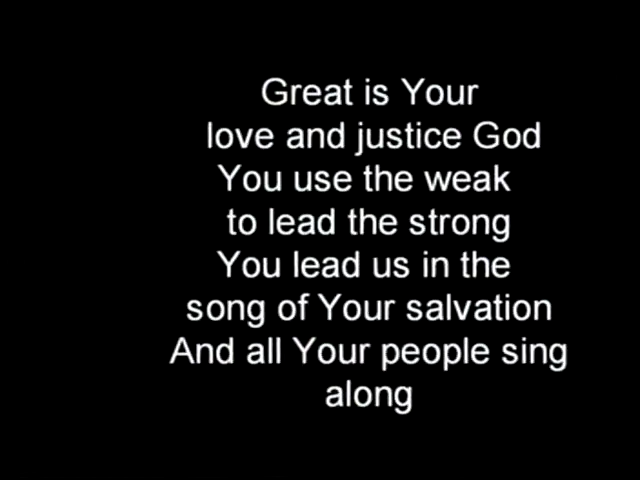 Great is Your
love and justice God
You use the weak
to lead the strong
You lead us in the
song of Your salvation
And all Your people sing
along